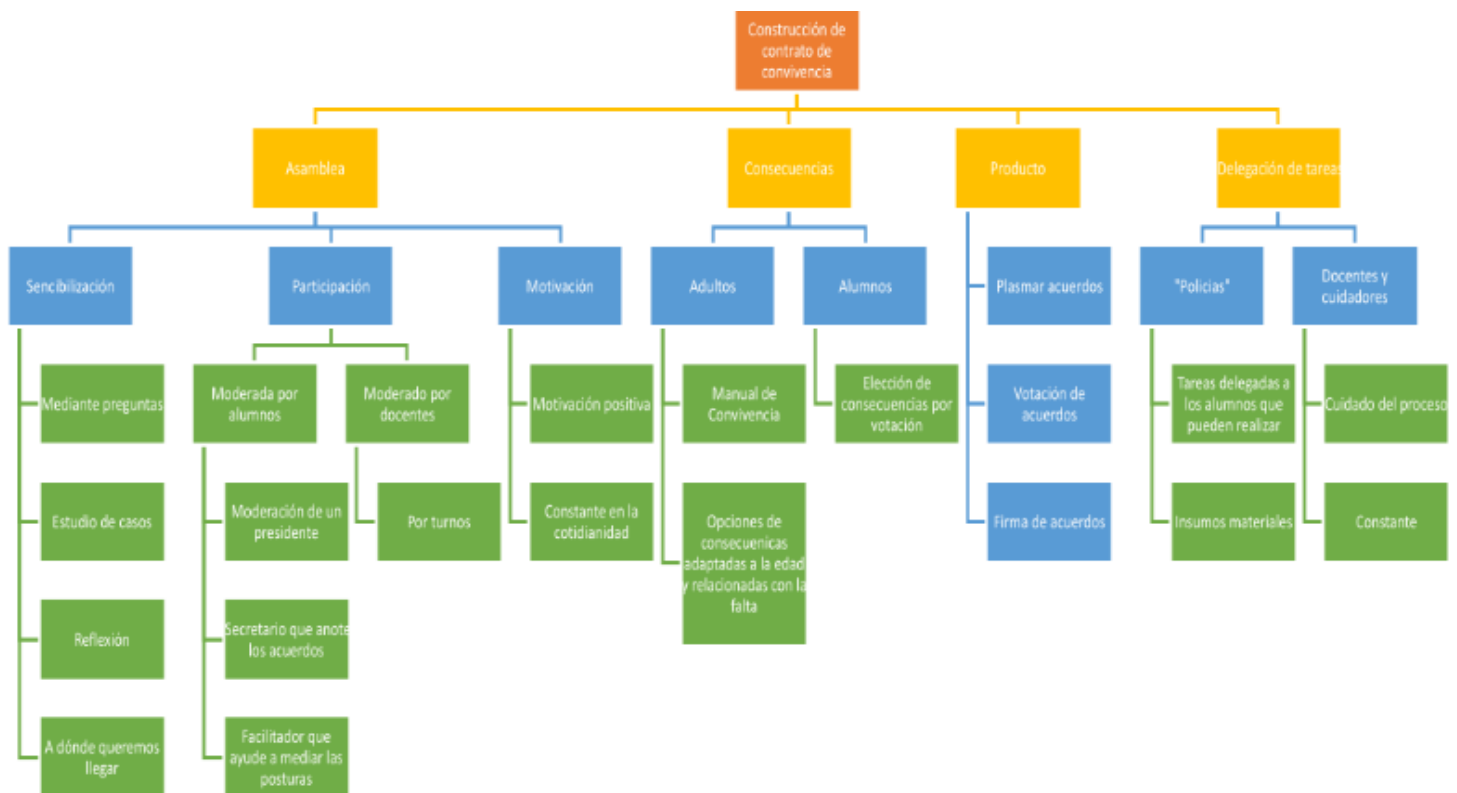 Construcción de
contrato de
convivencia
Asamblea
Consecuencias
Producto
Delegación de tareas
Sencibilización
Participación
Motivación
Adultos
Alumnos
Plasmar acuerdos
"Policias"
Docentes y
cuidadores
Mediante preguntas
Moderada por
alumnos
Moderado por
docentes
Motivación positiva
Manual de
Convivencia
Elección de
consecuencias por
votación
Votación de
acuerdos
Tareas delegadas a
los alumnos que
pueden realizar
Cuidado del proceso
Estudio de casos
Moderación de un
presidente
Por turnos
Constante en la
cotidianidad
Opciones de
consecuenicas
adaptadas a la edad
y relacionadas con la
falta
Firma de acuerdos
Insumos materiales
Constante
Reflexión
Secretario que anote
los acuerdos
A dónde queremos
llegar
Facilitador que
ayude a mediar las
posturas